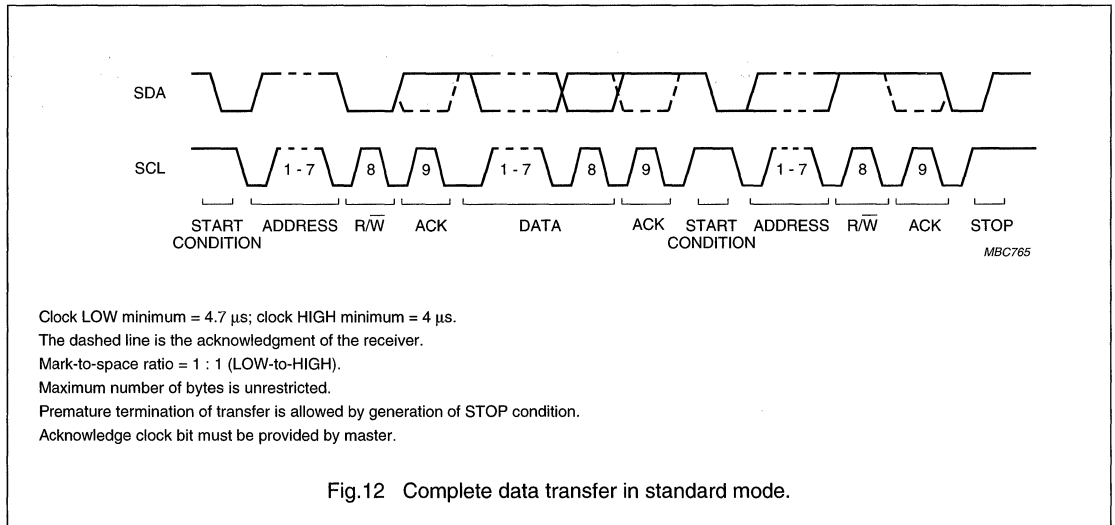 SDA
SCL
1 - 7 8 9 1 - 7 8 9 1 - 7 8 9
START CONDITION ADDRESS R/W̅ ACK DATA ACK START CONDITION ADDRESS R/W̅ ACK STOP
MBC765
Clock LOW minimum = 4.7 µs; clock HIGH minimum = 4 µs.
The dashed line is the acknowledgment of the receiver.
Mark-to-space ratio = 1 : 1 (LOW-to-HIGH).
Maximum number of bytes is unrestricted.
Premature termination of transfer is allowed by generation of STOP condition.
Acknowledge clock bit must be provided by master.
Fig.12 Complete data transfer in standard mode.